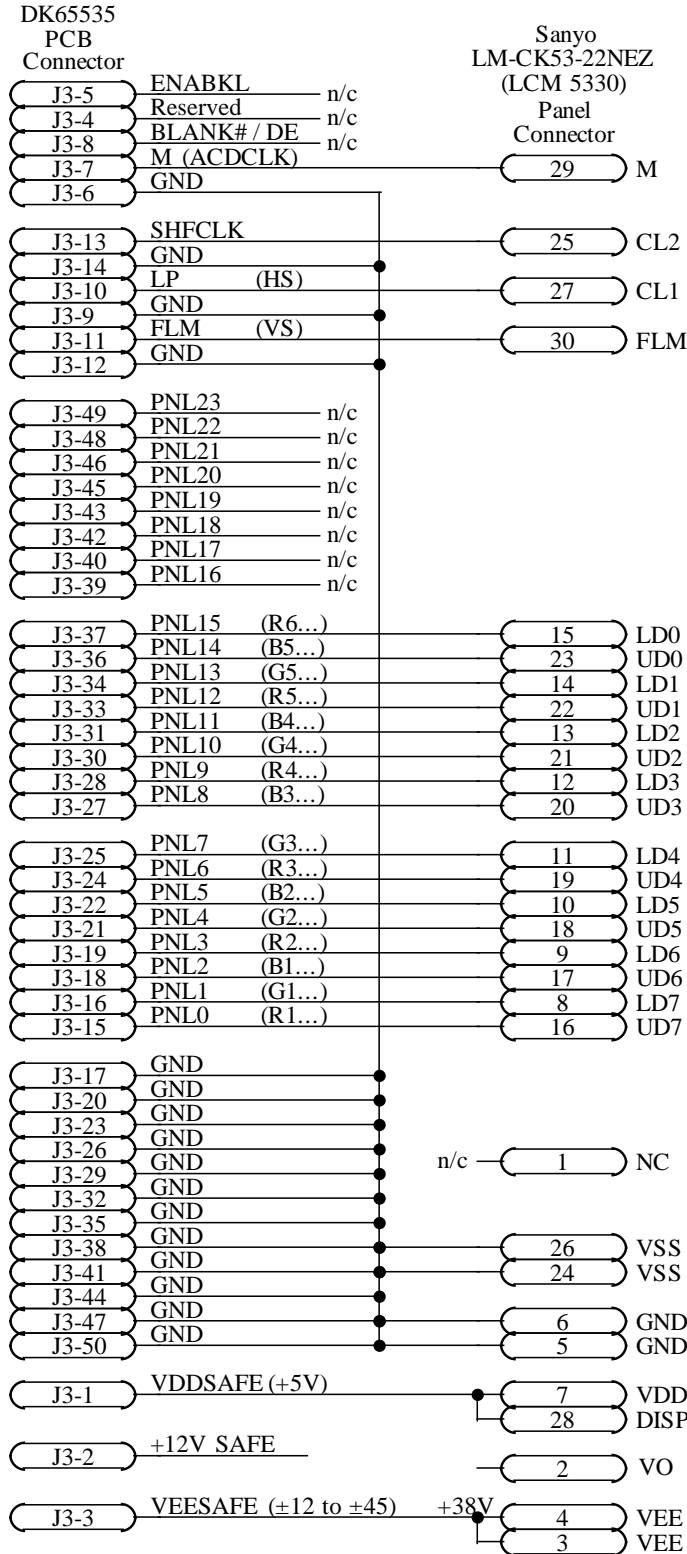 DK65535
PCB
Connector
Sanyo
LM-CK53-22NEZ
(LCM 5330)
Panel
Connector
J3-5 ENABKL n/c
J3-4 Reserved n/c
J3-8 BLANK# / DE n/c
J3-7 M (ACDCLK) 29 M
J3-6 GND
J3-13 SHFCLK 25 CL2
J3-14 GND
J3-10 LP (HS) 27 CL1
J3-9 GND
J3-11 FLM (VS) 30 FLM
J3-12 GND
J3-49 PNL23 n/c
J3-48 PNL22 n/c
J3-46 PNL21 n/c
J3-45 PNL20 n/c
J3-43 PNL19 n/c
J3-42 PNL18 n/c
J3-40 PNL17 n/c
J3-39 PNL16 n/c
J3-37 PNL15 (R6...) 15 LD0
J3-36 PNL14 (B5...) 23 UD0
J3-34 PNL13 (G5...) 14 LD1
J3-33 PNL12 (R5...) 22 UD1
J3-31 PNL11 (B4...) 13 LD2
J3-30 PNL10 (G4...) 21 UD2
J3-28 PNL9 (R4...) 12 LD3
J3-27 PNL8 (B3...) 20 UD3
J3-25 PNL7 (G3...) 11 LD4
J3-24 PNL6 (R3...) 19 UD4
J3-22 PNL5 (B2...) 10 LD5
J3-21 PNL4 (G2...) 18 UD5
J3-19 PNL3 (R2...) 9 LD6
J3-18 PNL2 (B1...) 17 UD6
J3-16 PNL1 (G1...) 8 LD7
J3-15 PNL0 (R1...) 16 UD7
J3-17 GND
J3-20 GND
J3-23 GND
J3-26 GND
J3-29 GND n/c 1 NC
J3-32 GND
J3-35 GND
J3-38 GND 26 VSS
J3-41 GND 24 VSS
J3-44 GND
J3-47 GND 6 GND
J3-50 GND 5 GND
J3-1 VDDSAFE (+5V) 7 VDD
28 DISP
J3-2 +12V SAFE 2 VO
J3-3 VEESAFE (±12 to ±45) +38V 4 VEE
3 VEE